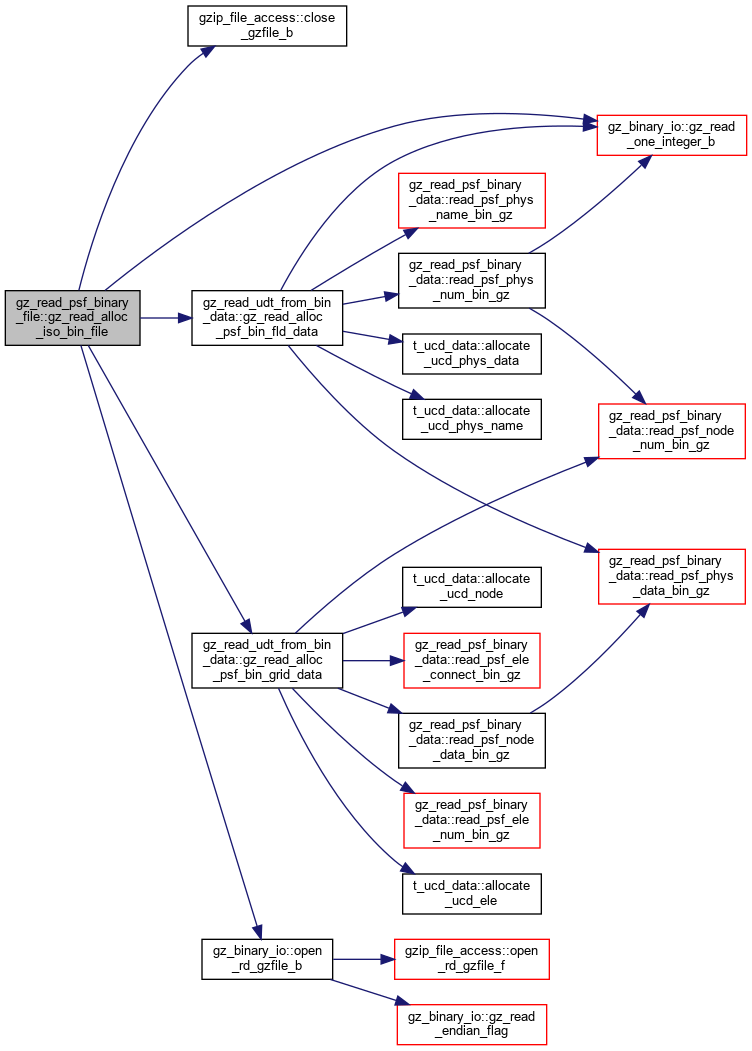 gzip_file_access::close
_gzfile_b
gz_binary_io::gz_read
_one_integer_b
gz_read_psf_binary
_data::read_psf_phys
_name_bin_gz
gz_read_psf_binary
_data::read_psf_phys
_num_bin_gz
gz_read_psf_binary
_file::gz_read_alloc
_iso_bin_file
gz_read_udt_from_bin
_data::gz_read_alloc
_psf_bin_fld_data
t_ucd_data::allocate
_ucd_phys_data
t_ucd_data::allocate
_ucd_phys_name
gz_read_psf_binary
_data::read_psf_node
_num_bin_gz
gz_read_psf_binary
_data::read_psf_phys
_data_bin_gz
t_ucd_data::allocate
_ucd_node
gz_read_udt_from_bin
_data::gz_read_alloc
_psf_bin_grid_data
gz_read_psf_binary
_data::read_psf_ele
_connect_bin_gz
gz_read_psf_binary
_data::read_psf_node
_data_bin_gz
gz_read_psf_binary
_data::read_psf_ele
_num_bin_gz
t_ucd_data::allocate
_ucd_ele
gz_binary_io::open
_rd_gzfile_b
gzip_file_access::open
_rd_gzfile_f
gz_binary_io::gz_read
_endian_flag